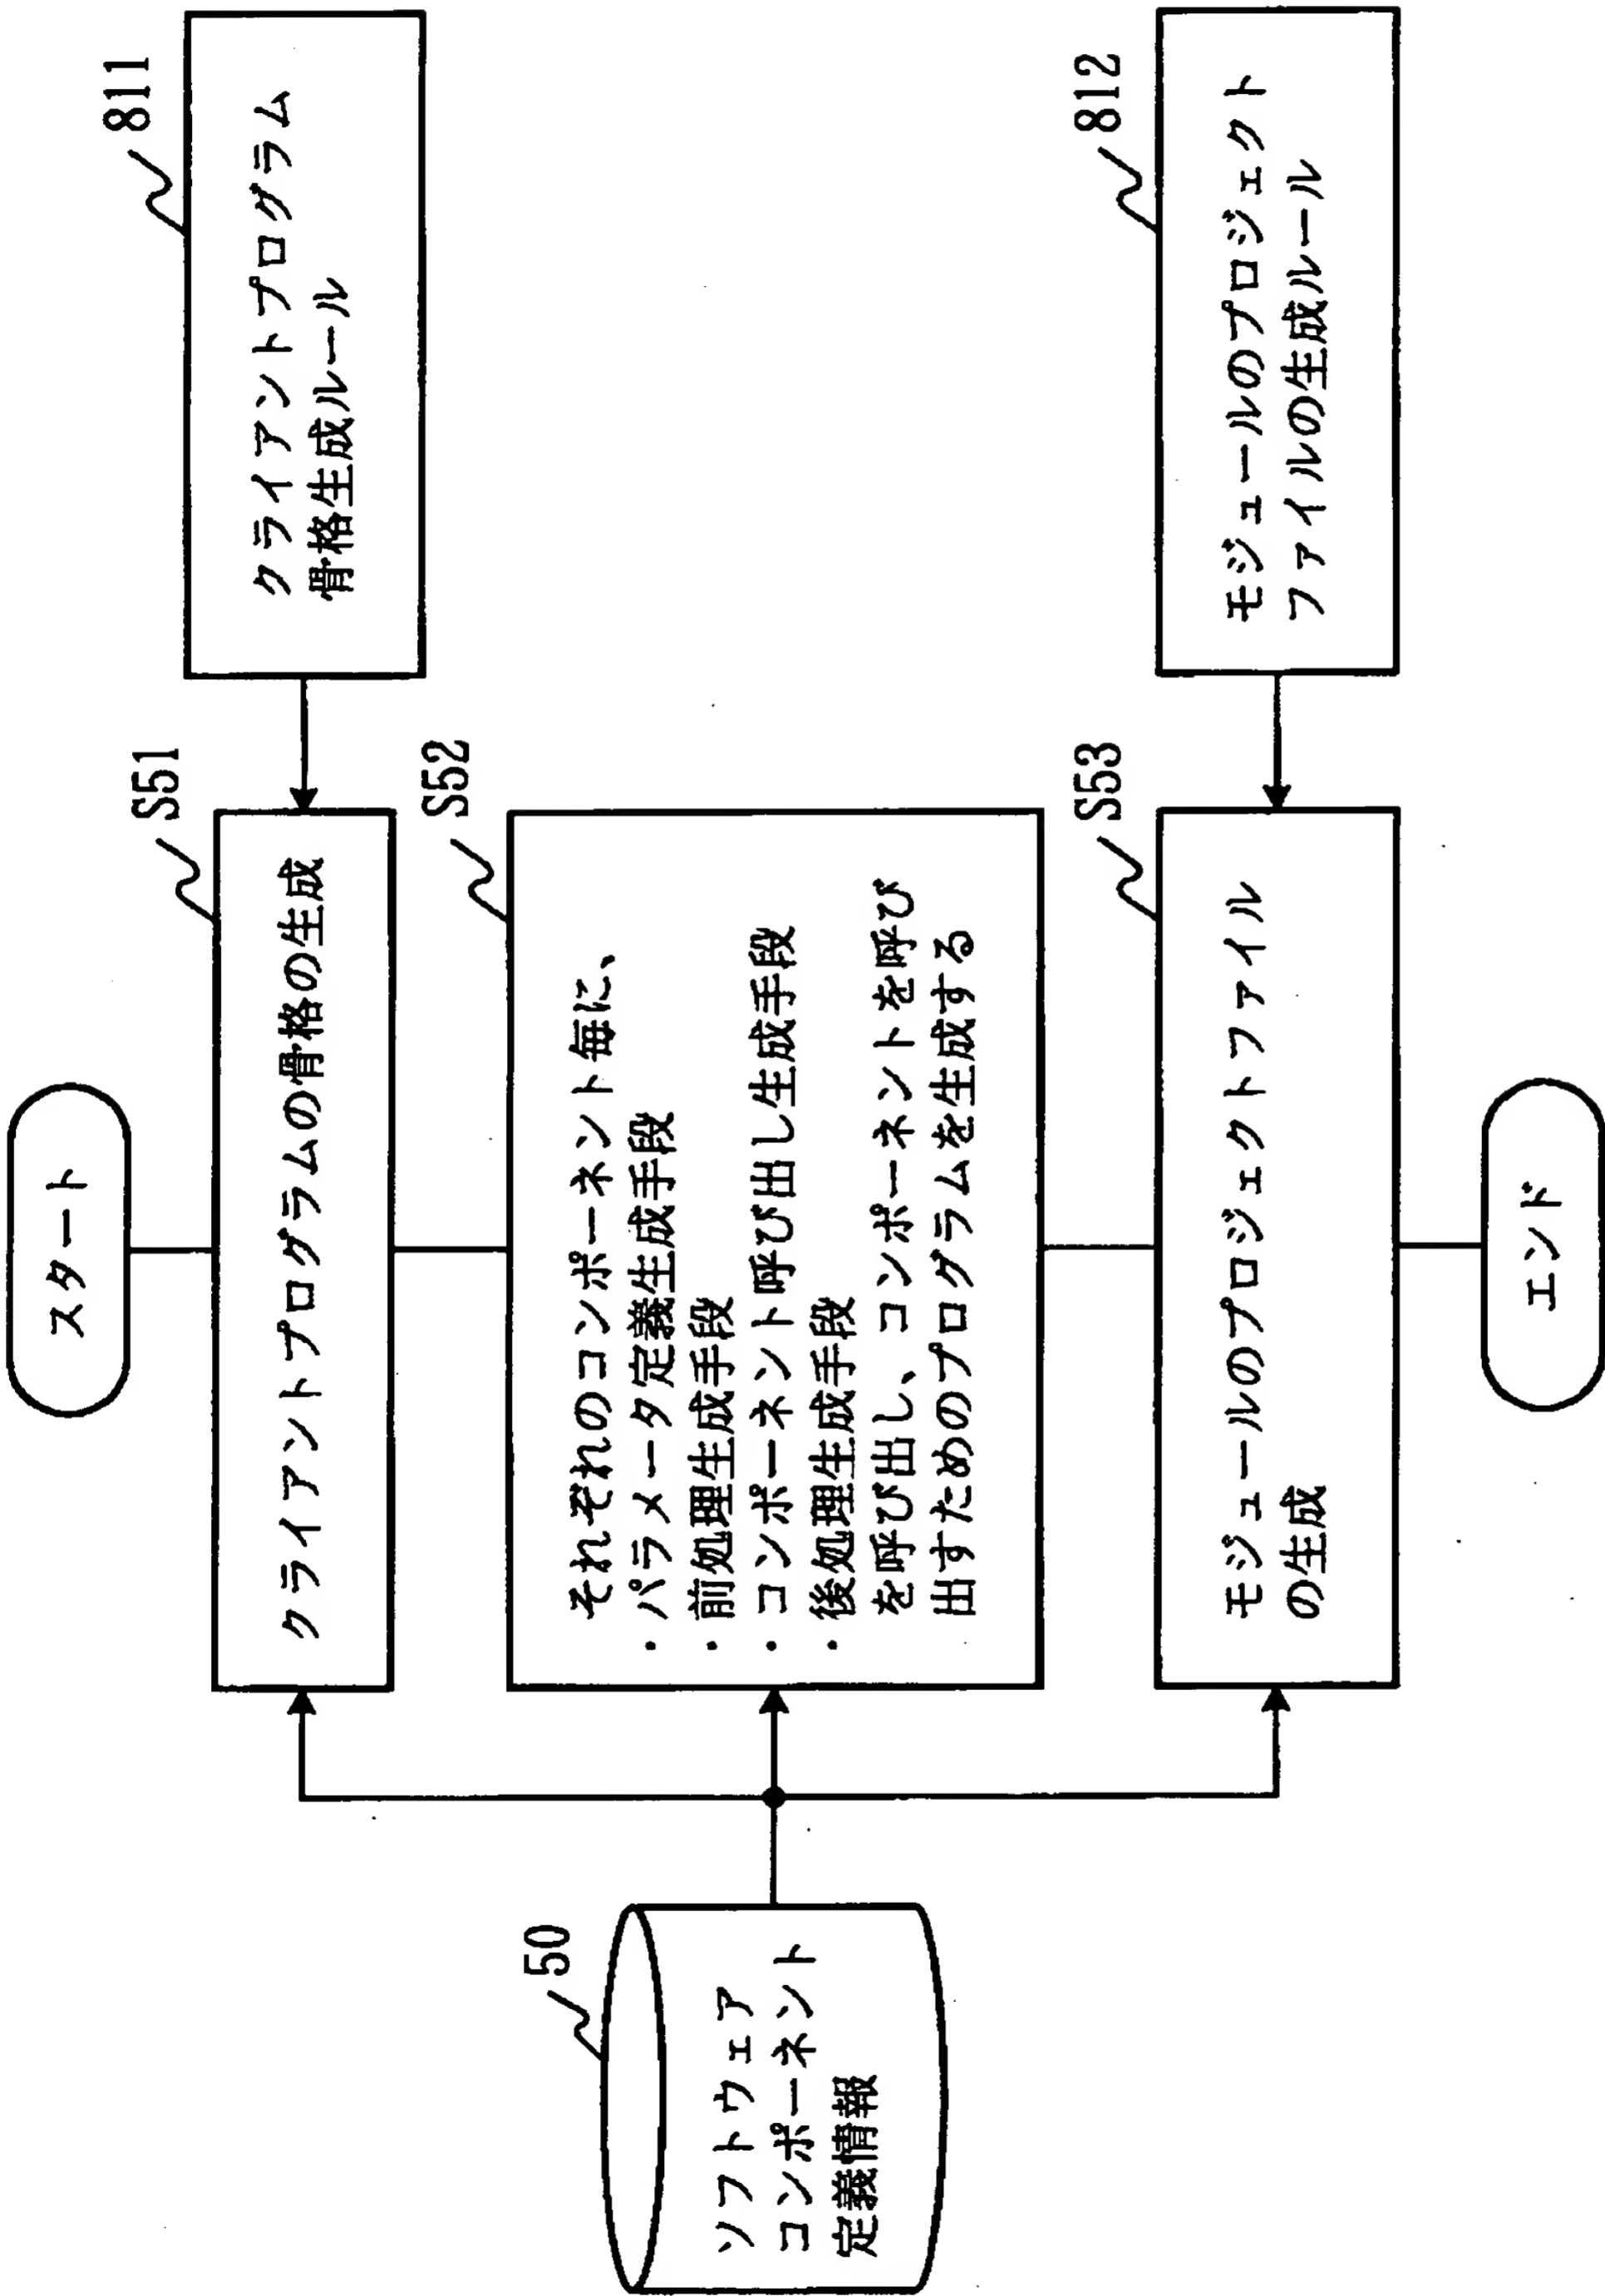 スタート
S51
クライアントプログラムの骨格の生成
811
クライアントプログラム
骨格生成ルール
50
ソフトウェア
コンポーネント
定義情報
S52
それぞれのコンポーネント毎に、
・パラメータ定義生成手段
・前処理生成手段
・コンポーネント呼び出し生成手段
・後処理生成手段
を呼び出し、コンポーネントを呼び
出すためのプログラムを生成する
S53
モジュールのプロジェクトファイル
の生成
812
モジュールのプロジェクト
ファイルの生成ルール
エンド